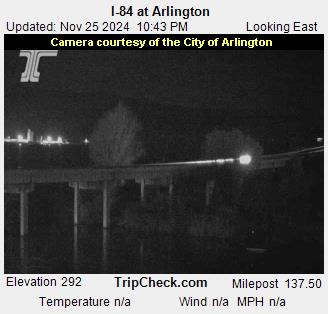 I-84 at Arlington
Updated: Nov 25 2024 10:43 PM Looking East
Camera courtesy of the City of Arlington
Elevation 292 TripCheck.com Milepost 137.50
Temperature n/a Wind n/a MPH n/a